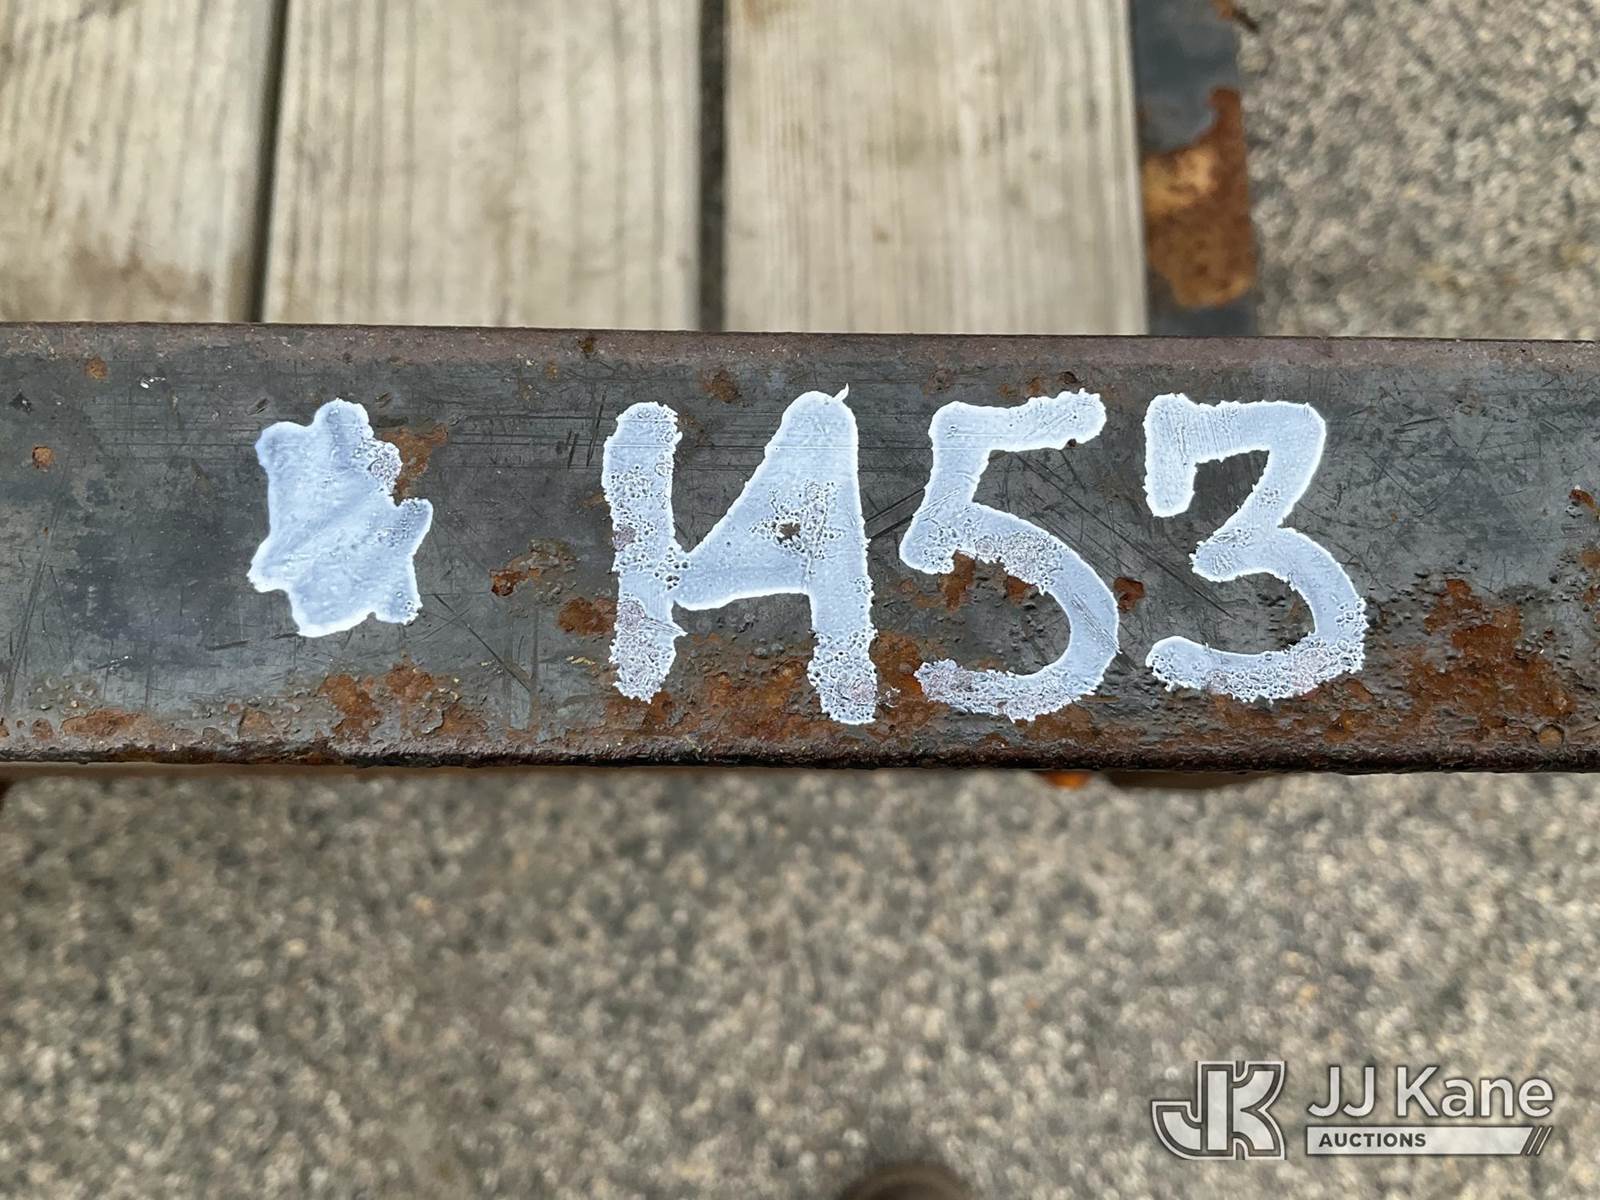 * 1453
JJ Kane
AUCTIONS